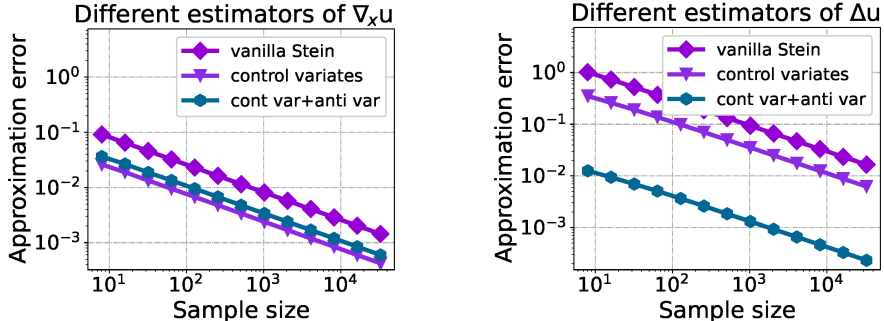 Different estimators of ∇ₓu
Approximation error
10⁰
10⁻¹
10⁻²
10⁻³
vanilla Stein
control variates
cont var+anti var
10¹ 10² 10³ 10⁴
Sample size
Different estimators of Δu
Approximation error
10⁰
10⁻¹
10⁻²
10⁻³
vanilla Stein
control variates
cont var+anti var
10¹ 10² 10³ 10⁴
Sample size